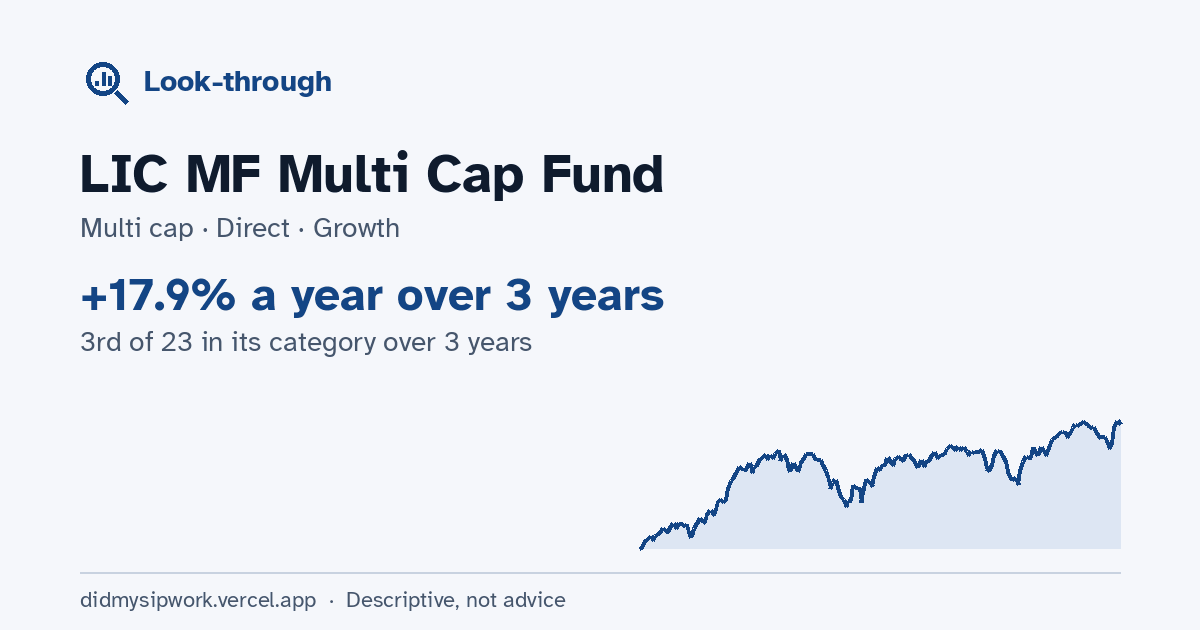 Look-through
LIC MF Multi Cap Fund
Multi cap · Direct · Growth
+17.9% a year over 3 years
3rd of 23 in its category over 3 years
didmysipwork.vercel.app · Descriptive, not advice